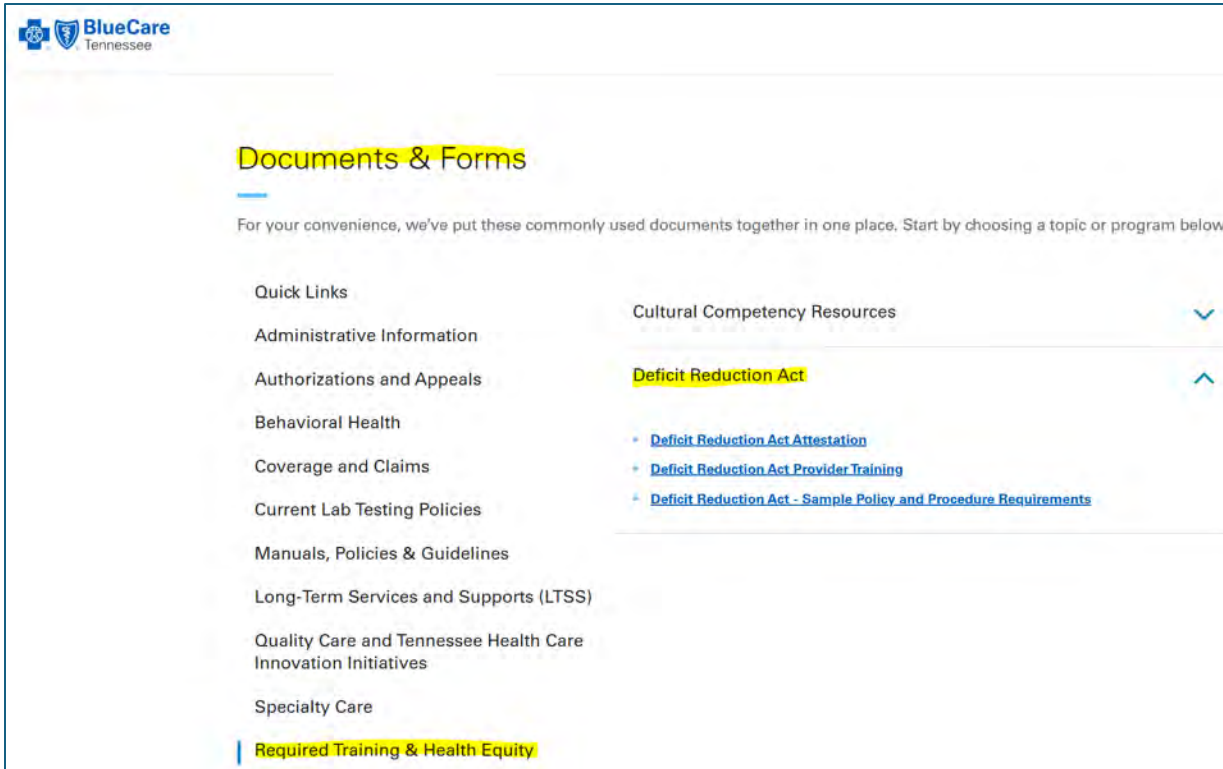 BlueCare
Tennessee
Documents & Forms
For your convenience, we've put these commonly used documents together in one place. Start by choosing a topic or program below
Quick Links
Administrative Information
Authorizations and Appeals
Behavioral Health
Coverage and Claims
Current Lab Testing Policies
Manuals, Policies & Guidelines
Long-Term Services and Supports (LTSS)
Quality Care and Tennessee Health Care
Innovation Initiatives
Specialty Care
Required Training & Health Equity
Cultural Competency Resources
Deficit Reduction Act
Deficit Reduction Act Attestation
Deficit Reduction Act Provider Training
Deficit Reduction Act - Sample Policy and Procedure Requirements